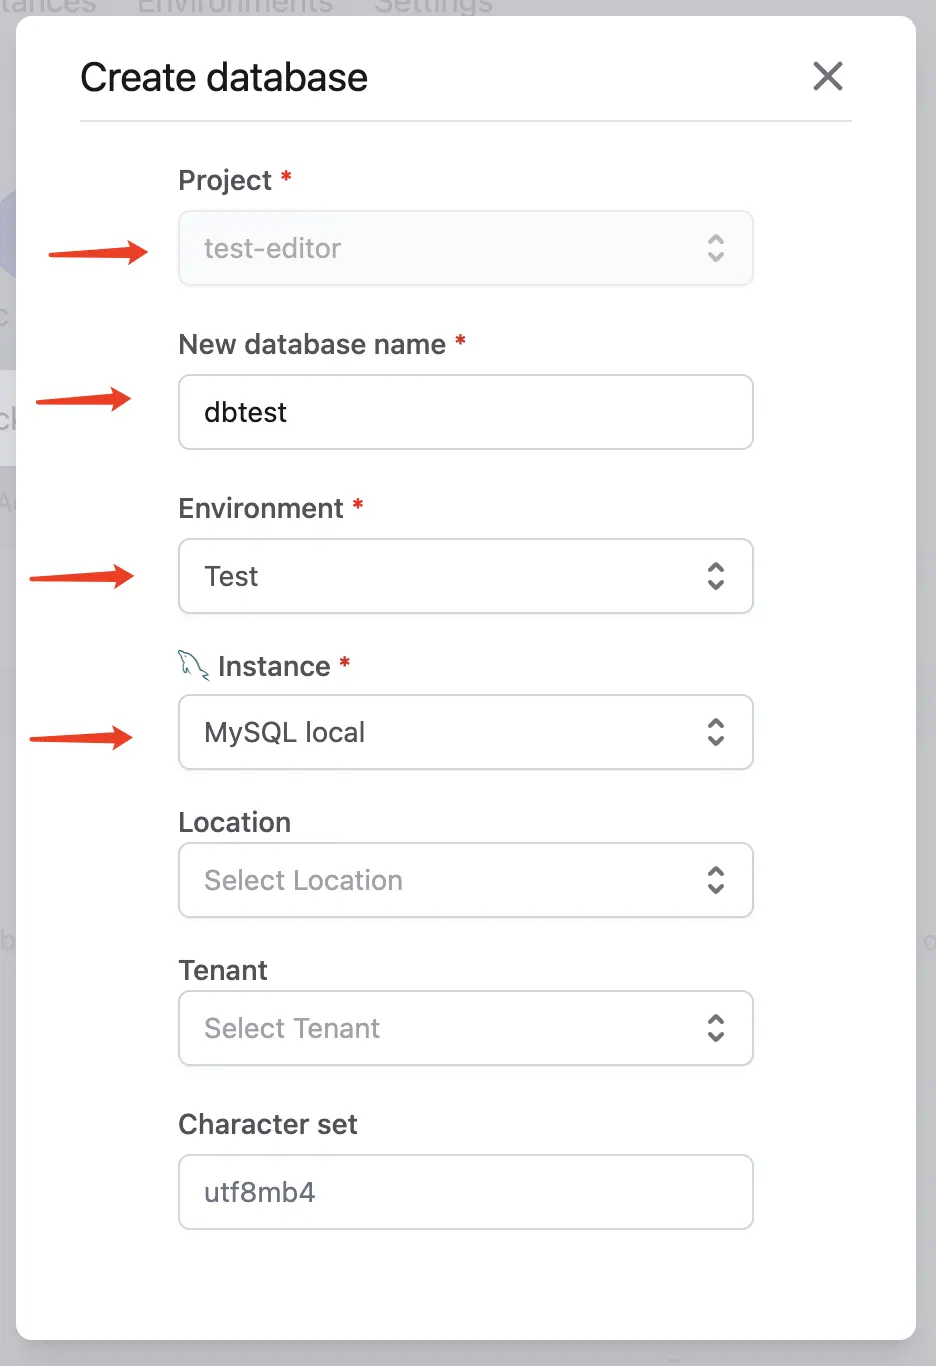 Environments Settings
Create database
Project *
test-editor
New database name *
dbtest
Environment *
Test
Instance *
MySQL local
Location
Select Location
Tenant
Select Tenant
Character set
utf8mb4